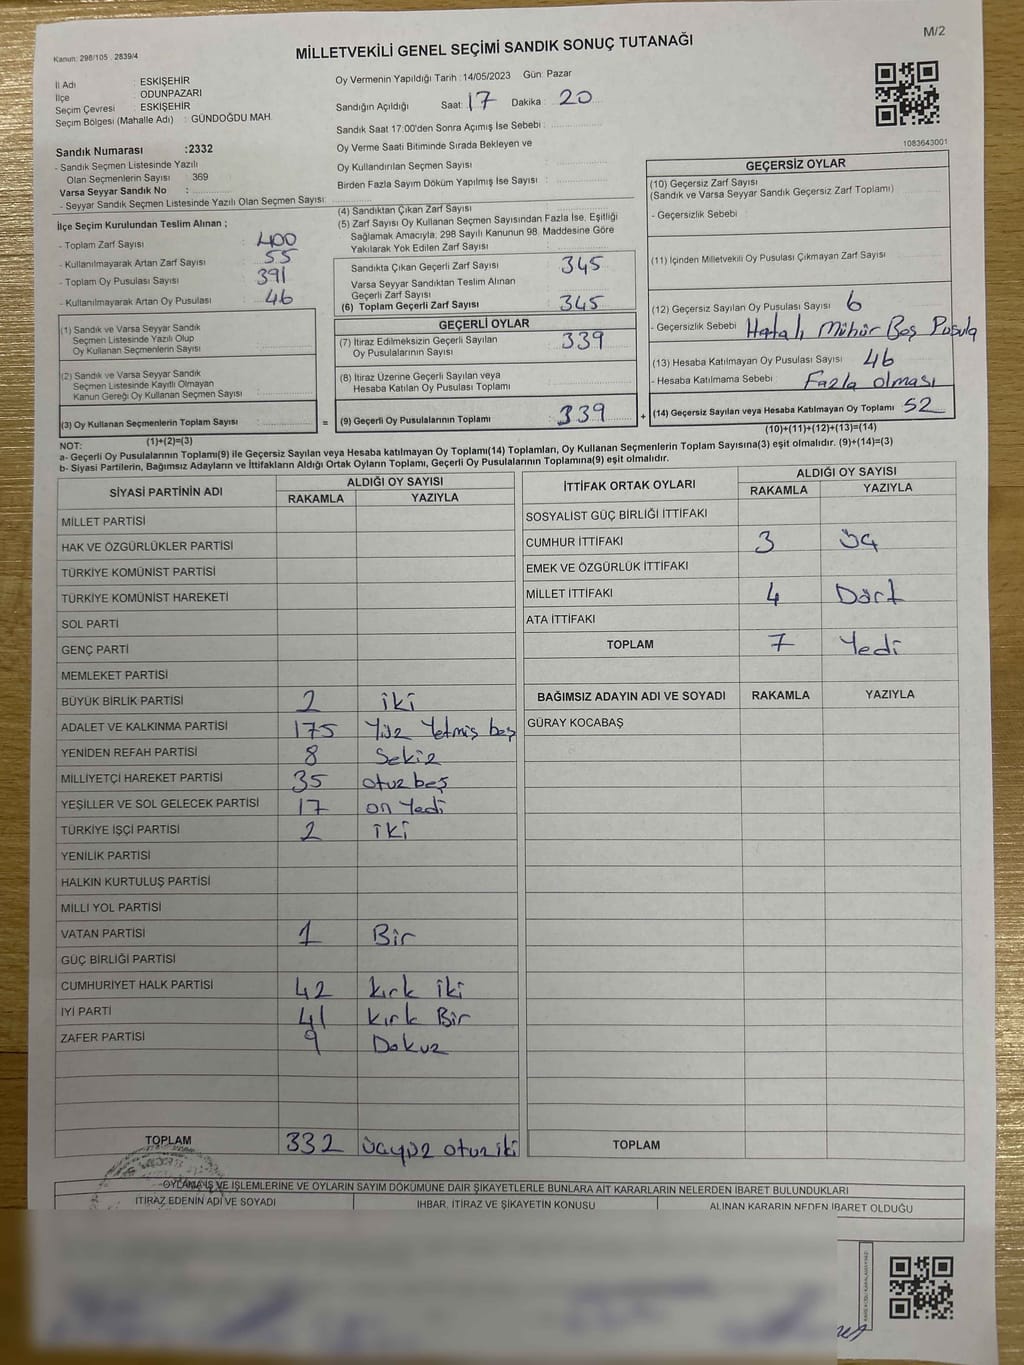 M/2
Kanun: 298/105 . 2839/4
MİLLETVEKİLİ GENEL SEÇİMİ SANDIK SONUÇ TUTANAĞI
İl Adı : ESKİŞEHİR
İlçe ODUNPAZARI
Seçim Çevresi : ESKİŞEHİR
Seçim Bölgesi (Mahalle Adı) : GÜNDOĞDU MAH.
Oy Vermenin Yapıldığı Tarih : 14/05/2023 Gün: Pazar
Sandığın Açıldığı Saat: 17 Dakika : 20
Sandık Saat 17:00'den Sonra Açımış İse Sebebi :
Oy Verme Saati Bitiminde Sırada Bekleyen ve
Oy Kullandırılan Seçmen Sayısı :
Birden Fazla Sayım Döküm Yapılmış İse Sayısı :
1083643001
Sandık Numarası :2332
- Sandık Seçmen Listesinde Yazılı
Olan Seçmenlerin Sayısı : 369
Varsa Seyyar Sandık No :
- Seyyar Sandık Seçmen Listesinde Yazılı Olan Seçmen Sayısı:
İlçe Seçim Kurulundan Teslim Alınan ;
- Toplam Zarf Sayısı : 400
- Kullanılmayarak Artan Zarf Sayısı : 55
- Toplam Oy Pusulası Sayısı : 391
- Kullanılmayarak Artan Oy Pusulası : 46
(1) Sandık ve Varsa Seyyar Sandık
Seçmen Listesinde Yazılı Olup
Oy Kullanan Seçmenlerin Sayısı :
(2) Sandık ve Varsa Seyyar Sandık
Seçmen Listesinde Kayıtlı Olmayan
Kanun Gereği Oy Kullanan Seçmen Sayısı :
(3) Oy Kullanan Seçmenlerin Toplam Sayısı :
(1)+(2)=(3)
(4) Sandıktan Çıkan Zarf Sayısı :
(5) Zarf Sayısı Oy Kullanan Seçmen Sayısından Fazla İse, Eşitliği
Sağlamak Amacıyla, 298 Sayılı Kanunun 98. Maddesine Göre
Yakılarak Yok Edilen Zarf Sayısı :
Sandıkta Çıkan Geçerli Zarf Sayısı : 345
Varsa Seyyar Sandıktan Teslim Alınan
Geçerli Zarf Sayısı :
(6) Toplam Geçerli Zarf Sayısı : 345
GEÇERLİ OYLAR
(7) İtiraz Edilmeksizin Geçerli Sayılan
Oy Pusulalarının Sayısı : 339
(8) İtiraz Üzerine Geçerli Sayılan veya
Hesaba Katılan Oy Pusulası Toplamı :
= (9) Geçerli Oy Pusulalarının Toplamı : 339 +
GEÇERSİZ OYLAR
(10) Geçersiz Zarf Sayısı
(Sandık ve Varsa Seyyar Sandık Geçersiz Zarf Toplamı) :
- Geçersizlik Sebebi :
(11) İçinden Milletvekili Oy Pusulası Çıkmayan Zarf Sayısı
(12) Geçersiz Sayılan Oy Pusulası Sayısı : 6
- Geçersizlik Sebebi : Hatalı Mühür Boş Pusula
(13) Hesaba Katılmayan Oy Pusulası Sayısı : 46
- Hesaba Katılmama Sebebi : Fazla olması
(14) Geçersiz Sayılan veya Hesaba Katılmayan Oy Toplamı : 52
(10)+(11)+(12)+(13)=(14)
NOT:
a- Geçerli Oy Pusulalarının Toplamı(9) ile Geçersiz Sayılan veya Hesaba katılmayan Oy Toplamı(14) Toplamları, Oy Kullanan Seçmenlerin Toplam Sayısına(3) eşit olmalıdır. (9)+(14)=(3)
b- Siyasi Partilerin, Bağımsız Adayların ve İttifakların Aldığı Ortak Oyların Toplamı, Geçerli Oy Pusulalarının Toplamına(9) eşit olmalıdır.
SİYASİ PARTİNİN ADI ALDIĞI OY SAYISI
RAKAMLA YAZIYLA
MİLLET PARTİSİ
HAK VE ÖZGÜRLÜKLER PARTİSİ
TÜRKİYE KOMÜNİST PARTİSİ
TÜRKİYE KOMÜNİST HAREKETİ
SOL PARTİ
GENÇ PARTİ
MEMLEKET PARTİSİ
BÜYÜK BİRLİK PARTİSİ 2 iki
ADALET VE KALKINMA PARTİSİ 175 Yüz Yetmiş beş
YENİDEN REFAH PARTİSİ 8 Sekiz
MİLLİYETÇİ HAREKET PARTİSİ 35 otuz beş
YEŞİLLER VE SOL GELECEK PARTİSİ 17 on Yedi
TÜRKİYE İŞÇİ PARTİSİ 2 iki
YENİLİK PARTİSİ
HALKIN KURTULUŞ PARTİSİ
MİLLİ YOL PARTİSİ
VATAN PARTİSİ 1 Bir
GÜÇ BİRLİĞİ PARTİSİ
CUMHURİYET HALK PARTİSİ 42 kırk iki
İYİ PARTİ 41 kırk Bir
ZAFER PARTİSİ 9 Dokuz
TOPLAM 332 üçyüz otuz iki
İTTİFAK ORTAK OYLARI ALDIĞI OY SAYISI
RAKAMLA YAZIYLA
SOSYALİST GÜÇ BİRLİĞİ İTTİFAKI
CUMHUR İTTİFAKI 3 üç
EMEK VE ÖZGÜRLÜK İTTİFAKI
MİLLET İTTİFAKI 4 Dört
ATA İTTİFAKI
TOPLAM 7 Yedi
BAĞIMSIZ ADAYIN ADI VE SOYADI RAKAMLA YAZIYLA
GÜRAY KOCABAŞ
TOPLAM
OYLAMA İŞ VE İŞLEMLERİNE VE OYLARIN SAYIM DÖKÜMÜNE DAİR ŞİKAYETLERLE BUNLARA AİT KARARLARIN NELERDEN İBARET BULUNDUKLARI
İTİRAZ EDENİN ADI VE SOYADI İHBAR, İTİRAZ VE ŞİKAYETİN KONUSU ALINAN KARARIN NEDEN İBARET OLDUĞU